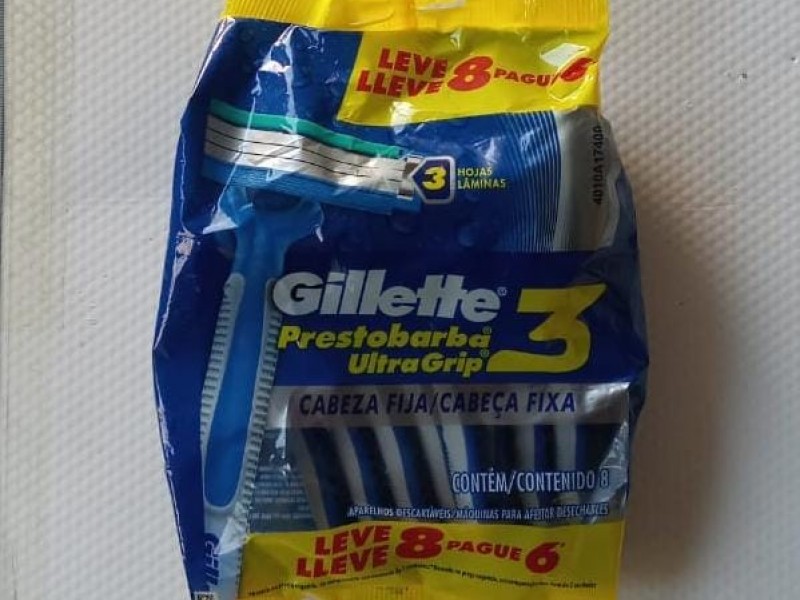 LEVE
LLEVE 8 PAGUE 6
3 HOJAS
LÂMINAS
4016A17400
Gillette®
Prestobarba® 3
UltraGrip®
CABEZA FIJA/CABEÇA FIXA
CONTÉM/CONTENIDO 8
APARELHOS DESCARTÁVEIS/MÁQUINAS PARA AFEITAR DESECHABLES
LEVE
LLEVE 8 PAGUE 6*